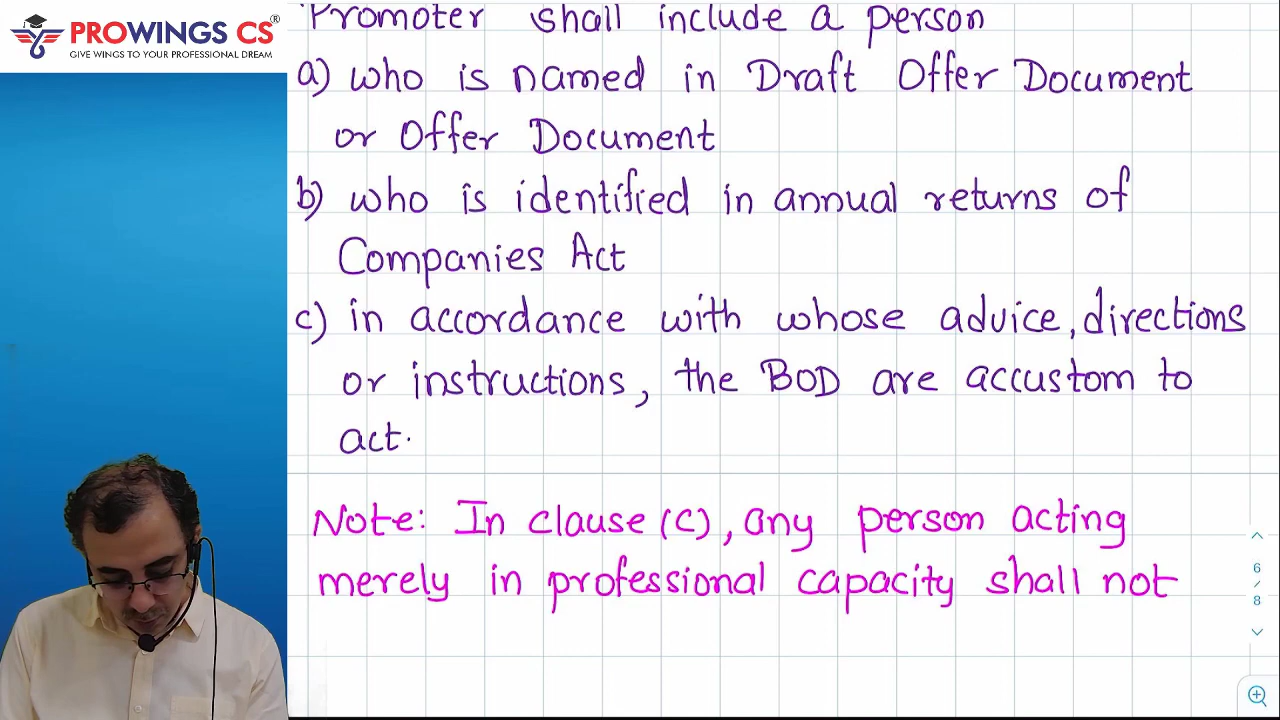 PROWINGS CS®
GIVE WINGS TO YOUR PROFESSIONAL DREAM
Promoter shall include a person
a) who is named in Draft Offer Document
or Offer Document
b) who is identified in annual returns of
Companies Act
c) in accordance with whose advice, directions
or instructions, the BOD are accustom to
act.
Note: In clause (c), any person acting
merely in professional capacity shall not
6
8